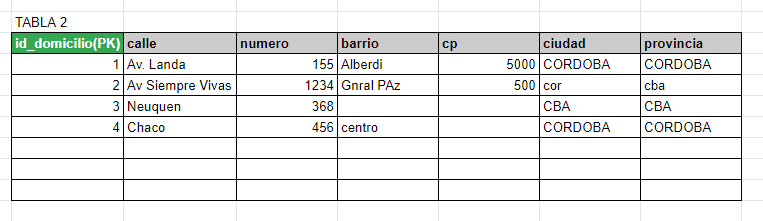 TABLA 2
id_domicilio(PK) calle numero barrio cp ciudad provincia
1 Av. Landa 155 Alberdi 5000 CORDOBA CORDOBA
2 Av Siempre Vivas 1234 Gnral PAz 500 cor cba
3 Neuquen 368 CBA CBA
4 Chaco 456 centro CORDOBA CORDOBA